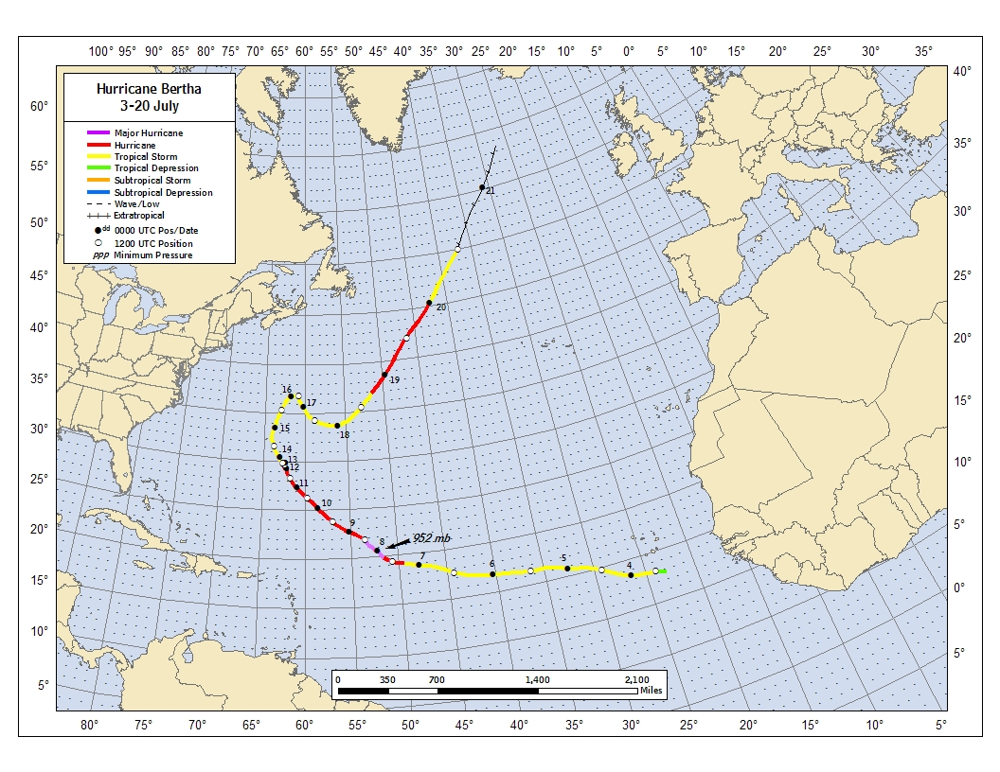 100° 95° 90° 85° 80° 75° 70° 65° 60° 55° 50° 45° 40° 35° 30° 25° 20° 15° 10° 5° 0° 5° 10° 15° 20° 25° 30° 35°
Hurricane Bertha
3-20 July
Major Hurricane
Hurricane
Tropical Storm
Tropical Depression
Subtropical Storm
Subtropical Depression
Wave/Low
Extratropical
dd 0000 UTC Pos/Date
1200 UTC Position
ppp Minimum Pressure
60°
55°
50°
45°
40°
35°
30°
25°
20°
15°
10°
5°
40°
35°
30°
25°
20°
15°
10°
5°
0°
5°
21
20
19
16
17
18
15
14
13
12
11
10
9
8
952 mb
7
6
5
4
0 350 700 1,400 2,100
Miles
80° 75° 70° 65° 60° 55° 50° 45° 40° 35° 30° 25° 20° 15° 10° 5°